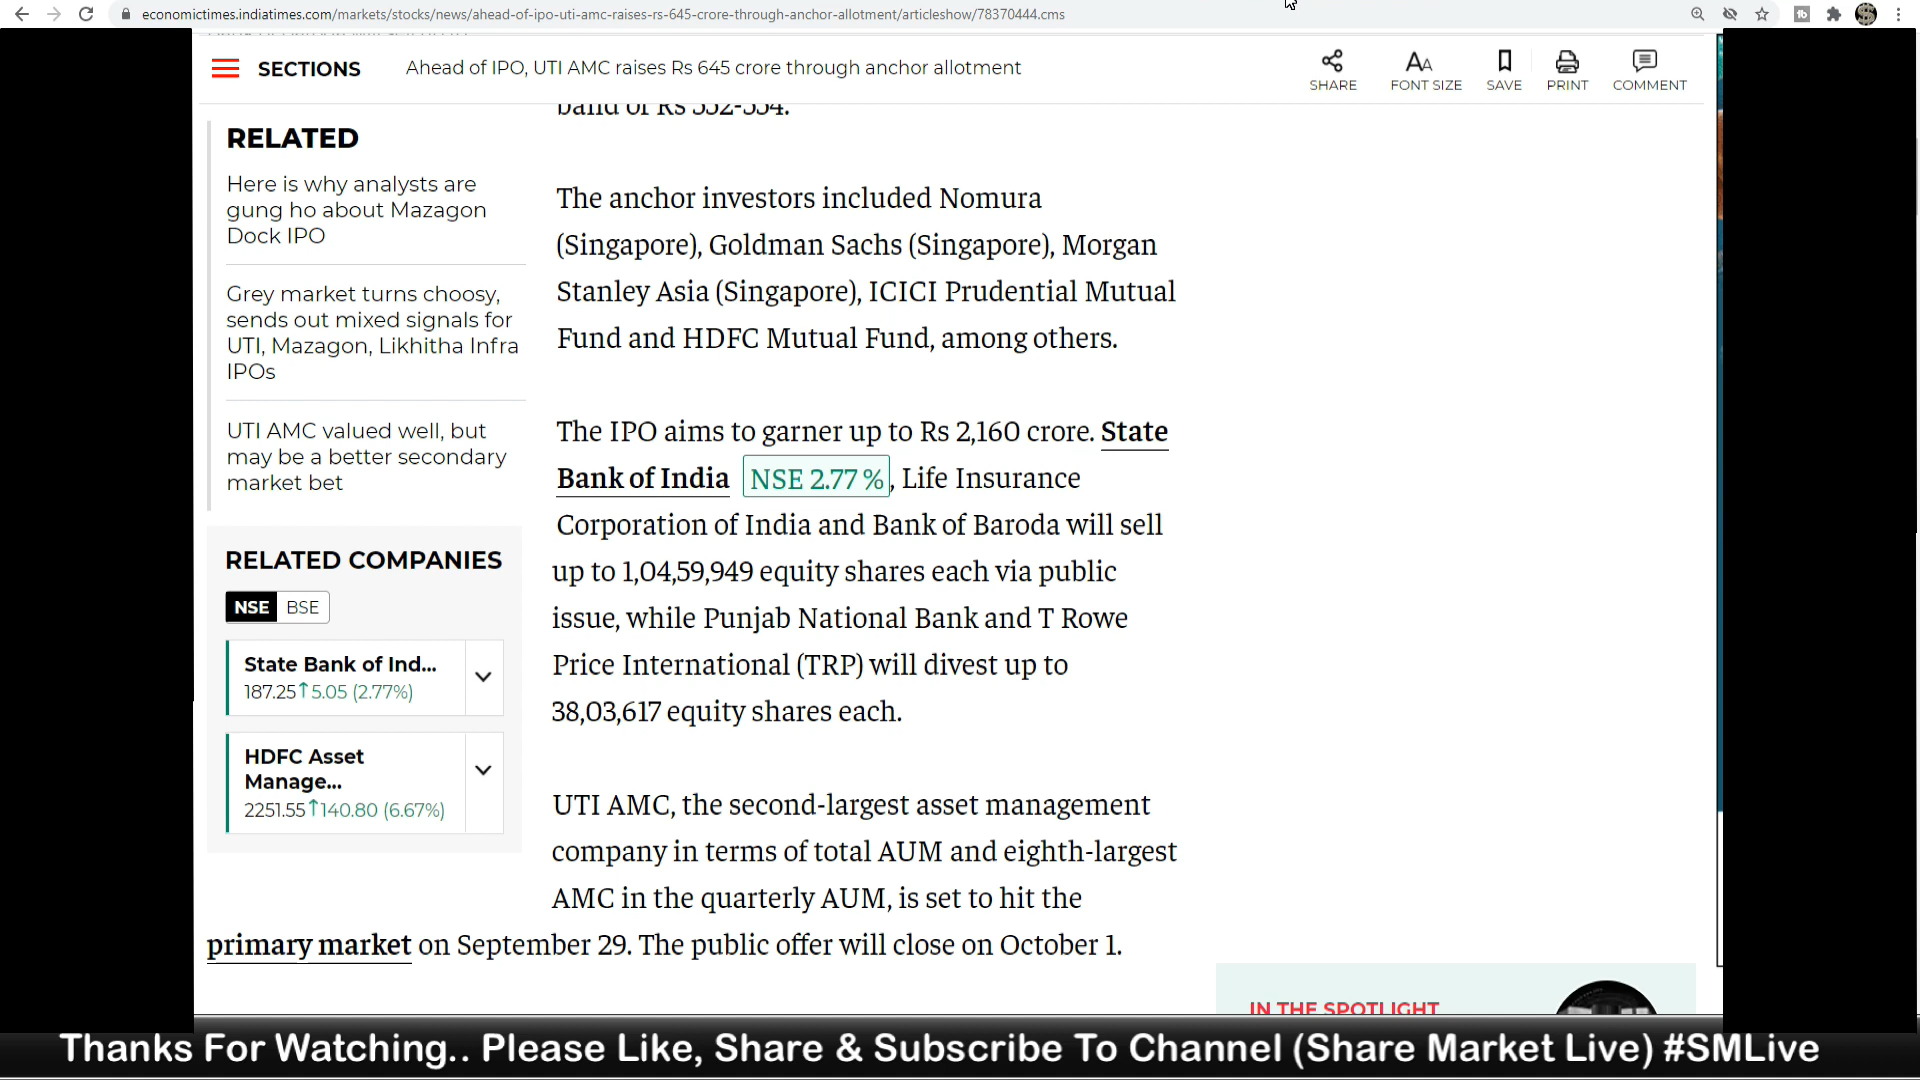 economictimes.indiatimes.com/markets/stocks/news/ahead-of-ipo-uti-amc-raises-rs-645-crore-through-anchor-allotment/articleshow/78370444.cms
SECTIONS
Ahead of IPO, UTI AMC raises Rs 645 crore through anchor allotment
SHARE
FONT SIZE
SAVE
PRINT
COMMENT
band of Rs 552-554.
RELATED
Here is why analysts are
gung ho about Mazagon
Dock IPO
Grey market turns choosy,
sends out mixed signals for
UTI, Mazagon, Likhitha Infra
IPOs
UTI AMC valued well, but
may be a better secondary
market bet
RELATED COMPANIES
NSE BSE
State Bank of Ind...
187.25↑5.05 (2.77%)
HDFC Asset
Manage...
2251.55↑140.80 (6.67%)
The anchor investors included Nomura
(Singapore), Goldman Sachs (Singapore), Morgan
Stanley Asia (Singapore), ICICI Prudential Mutual
Fund and HDFC Mutual Fund, among others.
The IPO aims to garner up to Rs 2,160 crore. State
Bank of India NSE 2.77 %, Life Insurance
Corporation of India and Bank of Baroda will sell
up to 1,04,59,949 equity shares each via public
issue, while Punjab National Bank and T Rowe
Price International (TRP) will divest up to
38,03,617 equity shares each.
UTI AMC, the second-largest asset management
company in terms of total AUM and eighth-largest
AMC in the quarterly AUM, is set to hit the
primary market on September 29. The public offer will close on October 1.
IN THE SPOTLIGHT
Thanks For Watching.. Please Like, Share & Subscribe To Channel (Share Market Live) #SMLive